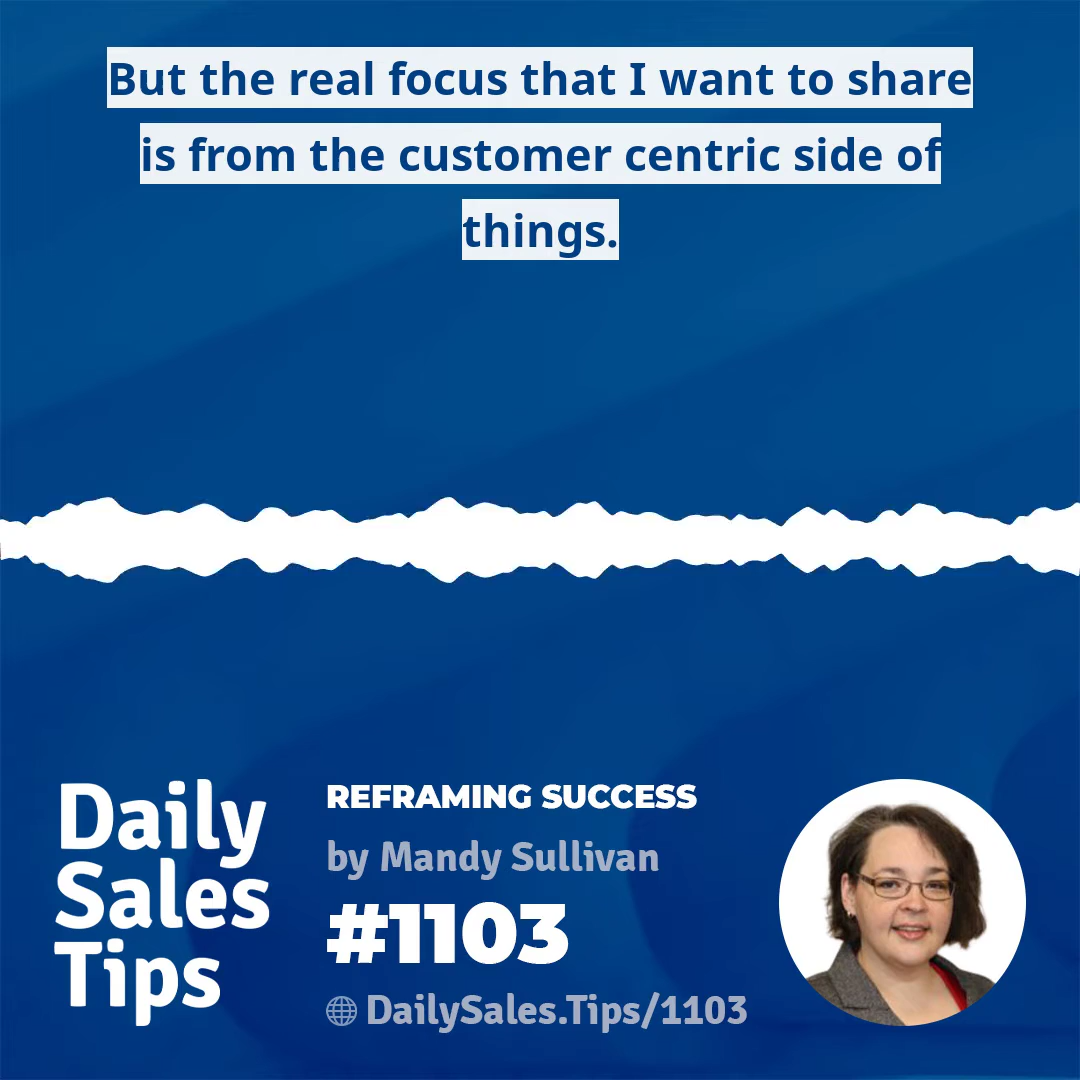 But the real focus that I want to share
is from the customer centric side of
things.
Daily
Sales
Tips
REFRAMING SUCCESS
by Mandy Sullivan
#1103
DailySales.Tips/1103